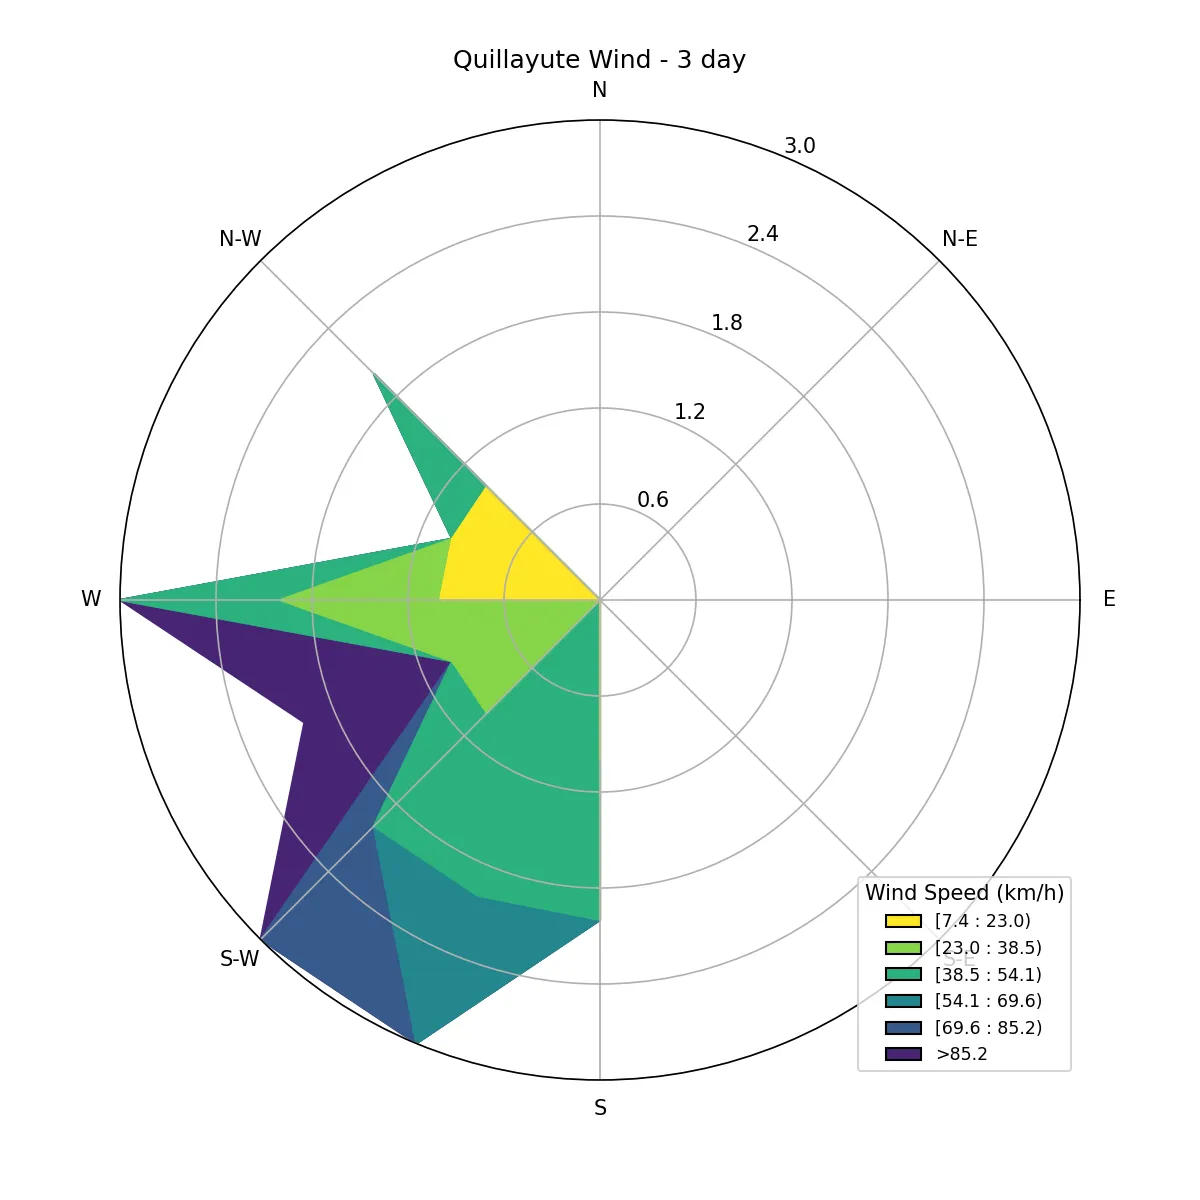 Quillayute Wind - 3 day
N
3.0
N-W
N-E
2.4
1.8
1.2
0.6
W
E
S-W
S-E
S
Wind Speed (km/h)
[7.4 : 23.0)
[23.0 : 38.5)
[38.5 : 54.1)
[54.1 : 69.6)
[69.6 : 85.2)
>85.2